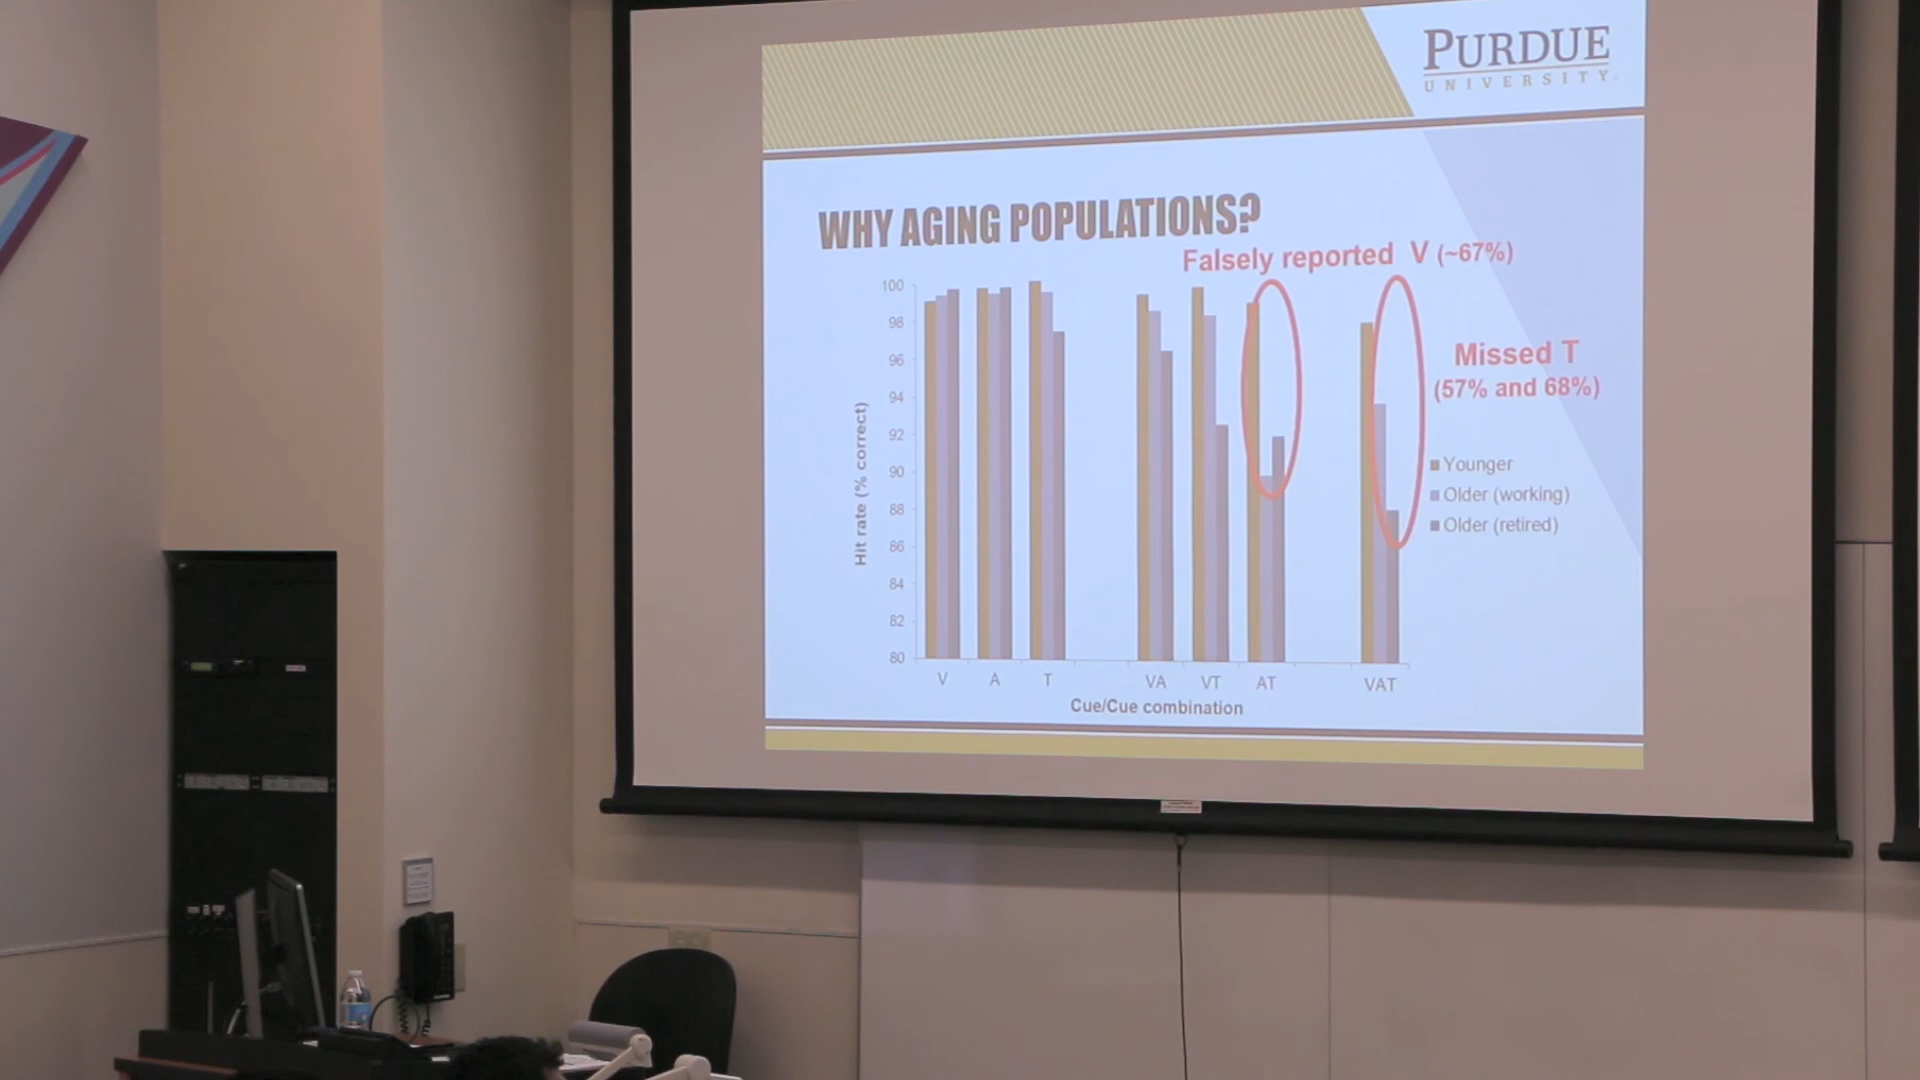 PURDUE
UNIVERSITY
WHY AGING POPULATIONS?
Falsely reported V (~67%)
Missed T
(57% and 68%)
100
98
96
94
92
90
88
86
84
82
80
Hit rate (% correct)
V A T VA VT AT VAT
Cue/Cue combination
Younger
Older (working)
Older (retired)